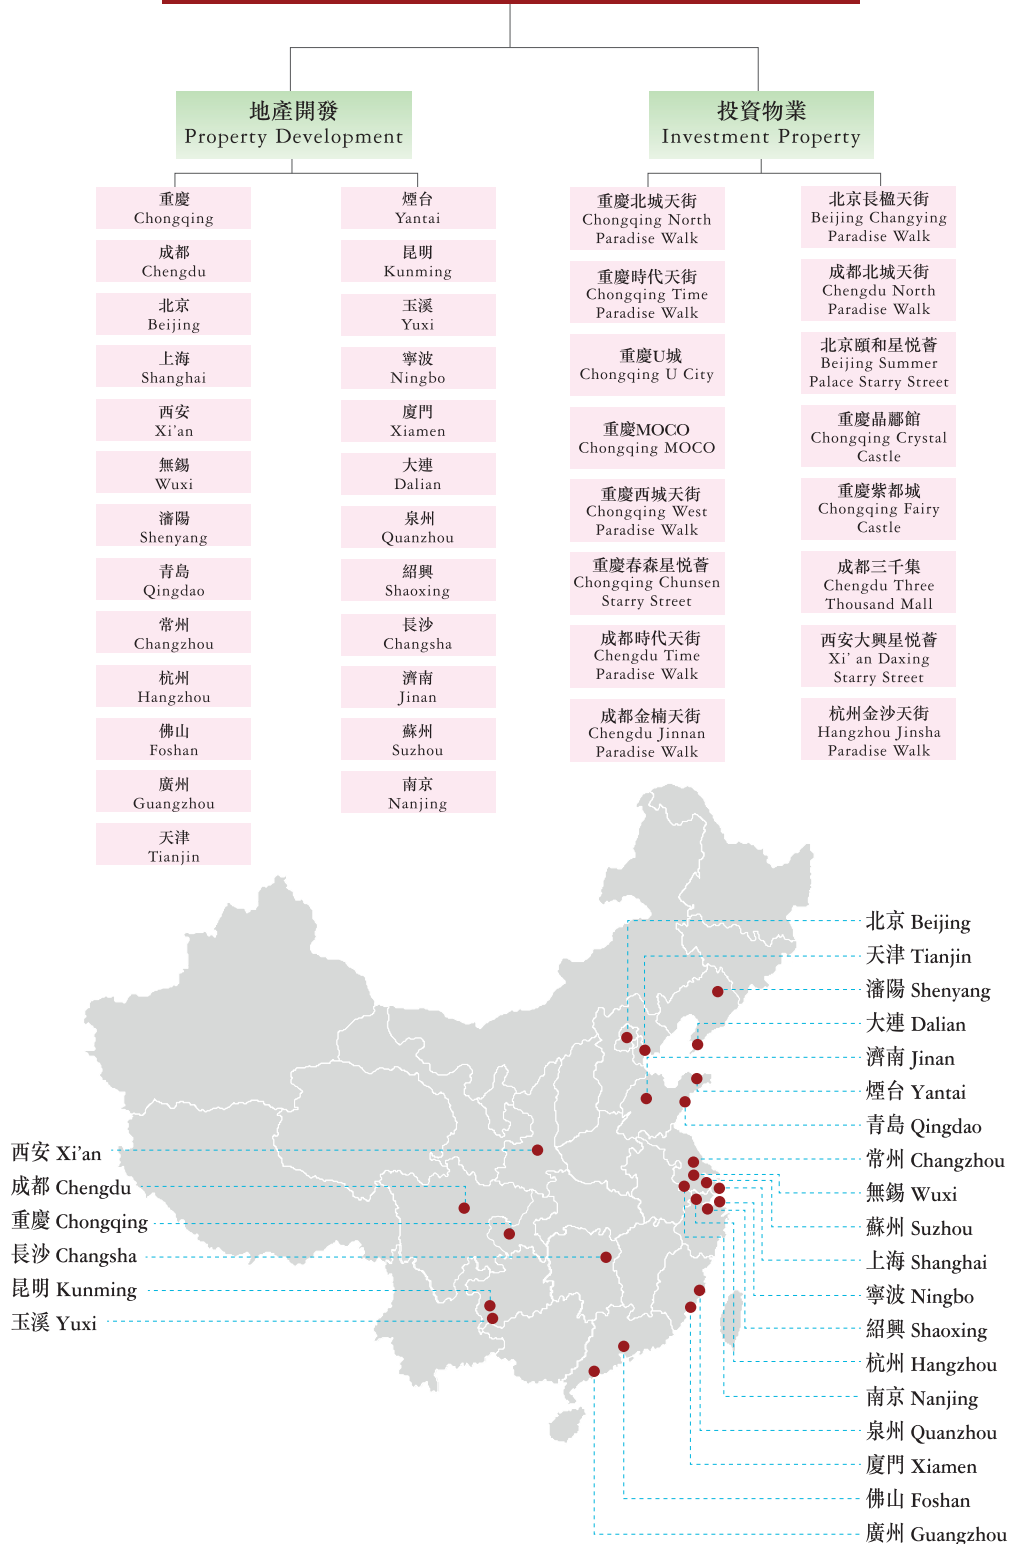 地產開發
Property Development
重慶
Chongqing
成都
Chengdu
北京
Beijing
上海
Shanghai
西安
Xi’an
無錫
Wuxi
瀋陽
Shenyang
青島
Qingdao
常州
Changzhou
杭州
Hangzhou
佛山
Foshan
廣州
Guangzhou
天津
Tianjin
煙台
Yantai
昆明
Kunming
玉溪
Yuxi
寧波
Ningbo
廈門
Xiamen
大連
Dalian
泉州
Quanzhou
紹興
Shaoxing
長沙
Changsha
濟南
Jinan
蘇州
Suzhou
南京
Nanjing
投資物業
Investment Property
重慶北城天街
Chongqing North
Paradise Walk
重慶時代天街
Chongqing Time
Paradise Walk
重慶U城
Chongqing U City
重慶MOCO
Chongqing MOCO
重慶西城天街
Chongqing West
Paradise Walk
重慶春森星悦薈
Chongqing Chunsen
Starry Street
成都時代天街
Chengdu Time
Paradise Walk
成都金楠天街
Chengdu Jinnan
Paradise Walk
北京長楹天街
Beijing Changying
Paradise Walk
成都北城天街
Chengdu North
Paradise Walk
北京頤和星悦薈
Beijing Summer
Palace Starry Street
重慶晶酈館
Chongqing Crystal
Castle
重慶紫都城
Chongqing Fairy
Castle
成都三千集
Chengdu Three
Thousand Mall
西安大興星悦薈
Xi’ an Daxing
Starry Street
杭州金沙天街
Hangzhou Jinsha
Paradise Walk
西安 Xi’an
成都 Chengdu
重慶 Chongqing
長沙 Changsha
昆明 Kunming
玉溪 Yuxi
北京 Beijing
天津 Tianjin
瀋陽 Shenyang
大連 Dalian
濟南 Jinan
煙台 Yantai
青島 Qingdao
常州 Changzhou
無錫 Wuxi
蘇州 Suzhou
上海 Shanghai
寧波 Ningbo
紹興 Shaoxing
杭州 Hangzhou
南京 Nanjing
泉州 Quanzhou
廈門 Xiamen
佛山 Foshan
廣州 Guangzhou